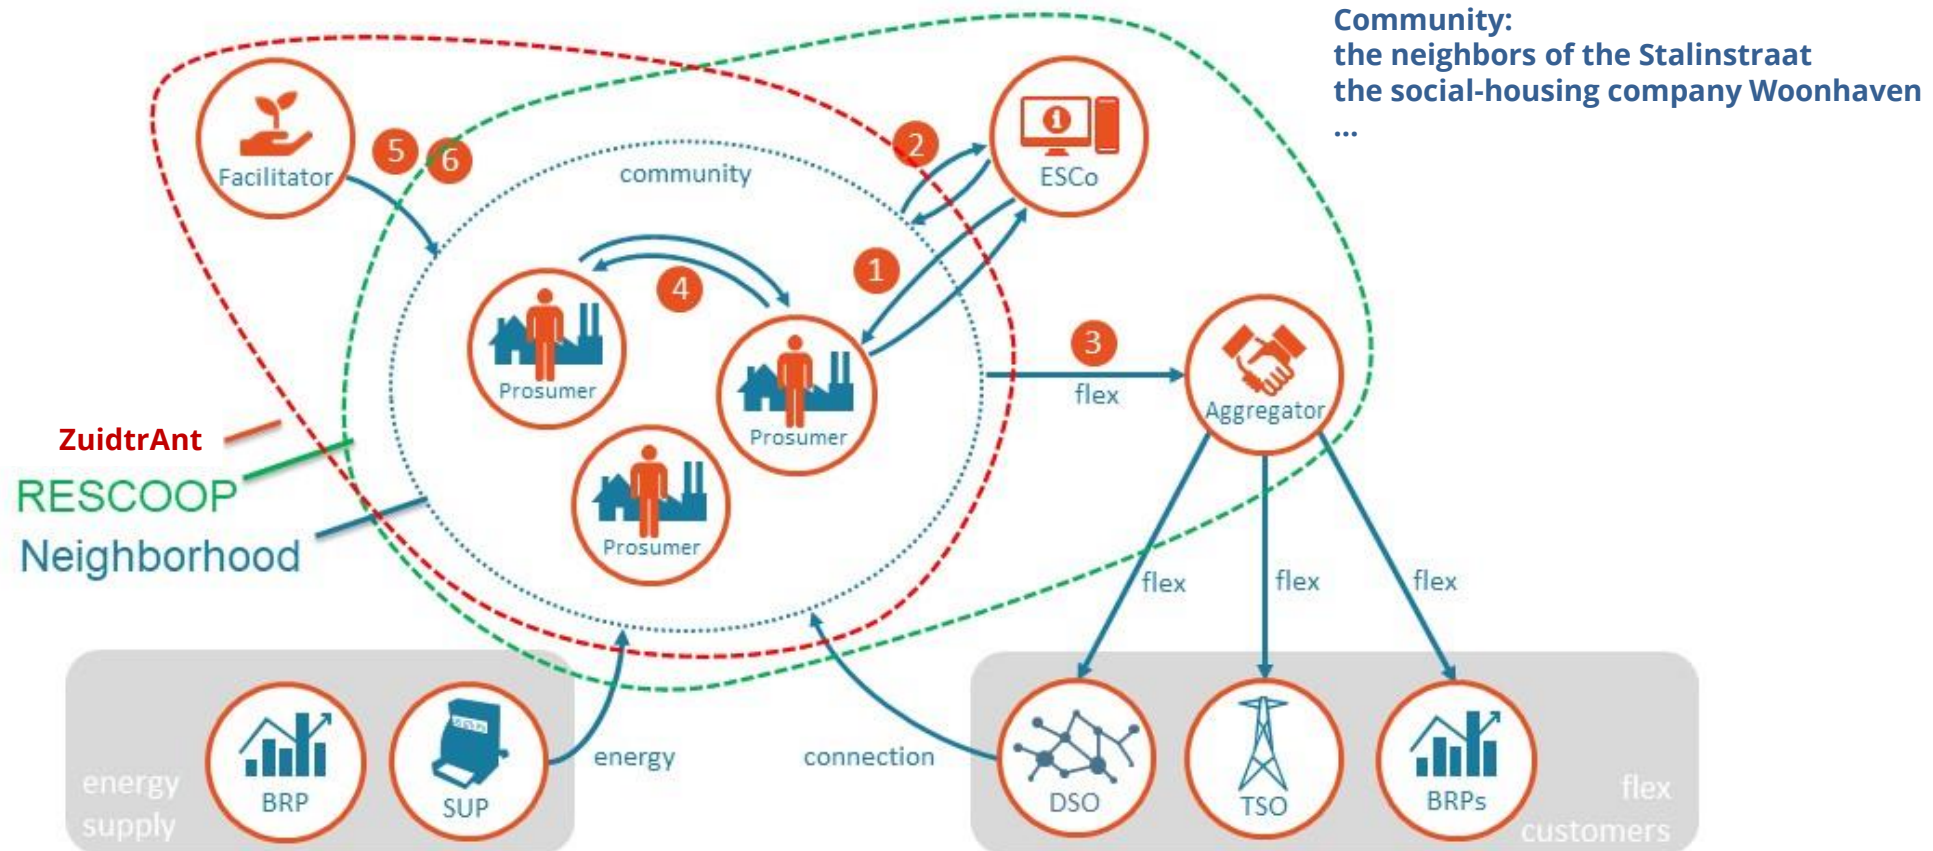 Community:
the neighbors of the Stalinstraat
the social-housing company Woonhaven
...
Facilitator
5
6
community
2
ESCo
1
4
Prosumer
Prosumer
Prosumer
3
flex
Aggregator
ZuidtrAnt
RESCOOP
Neighborhood
flex
flex
flex
energy
supply
BRP
SUP
energy
connection
DSO
TSO
BRPs
flex
customers